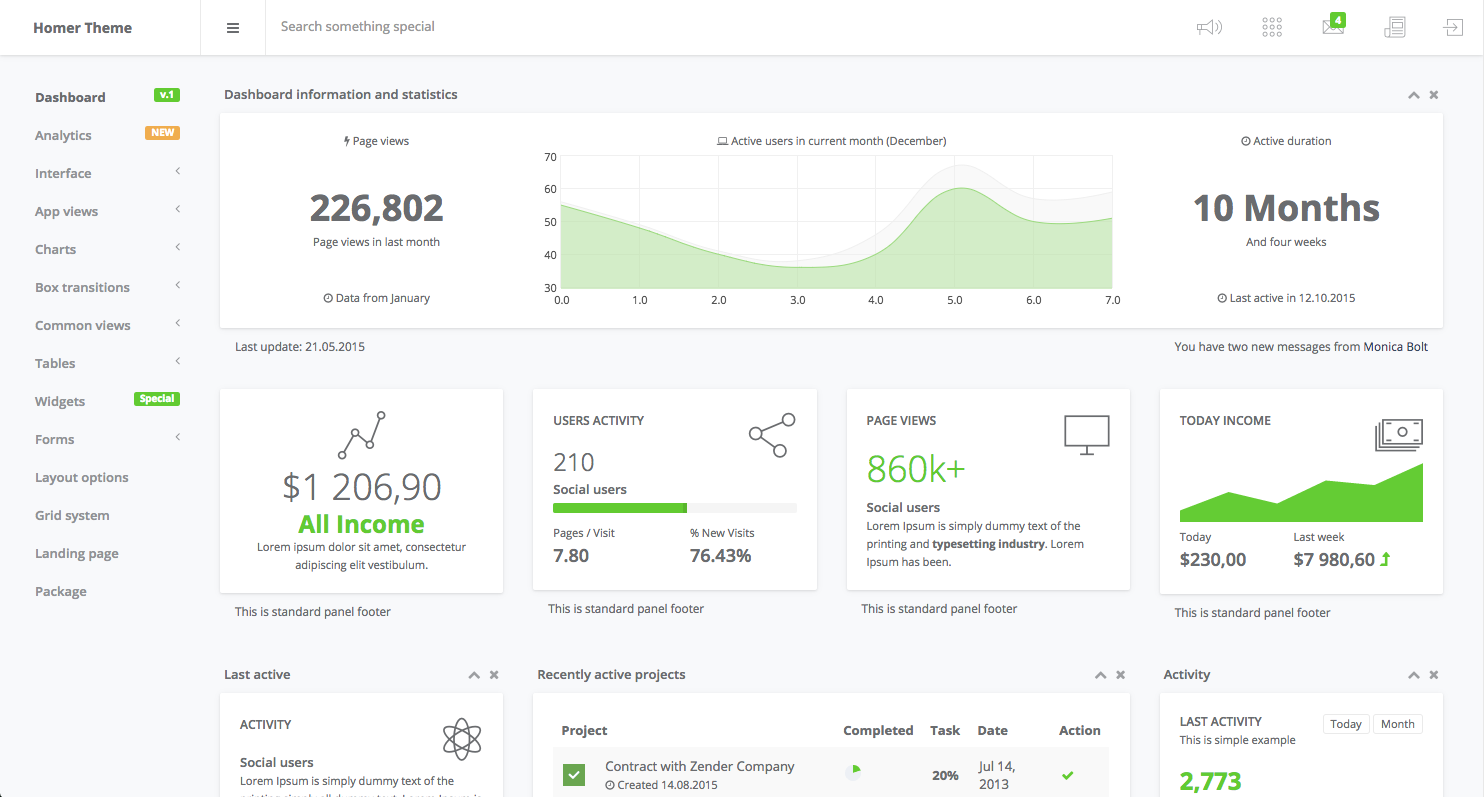 Homer Theme
Search something special
4
Dashboard
v.1
Analytics
NEW
Interface
App views
Charts
Box transitions
Common views
Tables
Widgets
Special
Forms
Layout options
Grid system
Landing page
Package
Dashboard information and statistics
Page views
226,802
Page views in last month
Data from January
Active users in current month (December)
70
60
50
40
30
0.0 1.0 2.0 3.0 4.0 5.0 6.0 7.0
Active duration
10 Months
And four weeks
Last active in 12.10.2015
Last update: 21.05.2015
You have two new messages from Monica Bolt
$1 206,90
All Income
Lorem ipsum dolor sit amet, consectetur
adipiscing elit vestibulum.
This is standard panel footer
USERS ACTIVITY
210
Social users
Pages / Visit
7.80
% New Visits
76.43%
This is standard panel footer
PAGE VIEWS
860k+
Social users
Lorem Ipsum is simply dummy text of the
printing and typesetting industry. Lorem
Ipsum has been.
This is standard panel footer
TODAY INCOME
Today
$230,00
Last week
$7 980,60
This is standard panel footer
Last active
ACTIVITY
Social users
Lorem Ipsum is simply dummy text of the
Recently active projects
Project Completed Task Date Action
Contract with Zender Company
Created 14.08.2015
20%
Jul 14,
2013
Activity
LAST ACTIVITY
This is simple example
Today Month
2,773